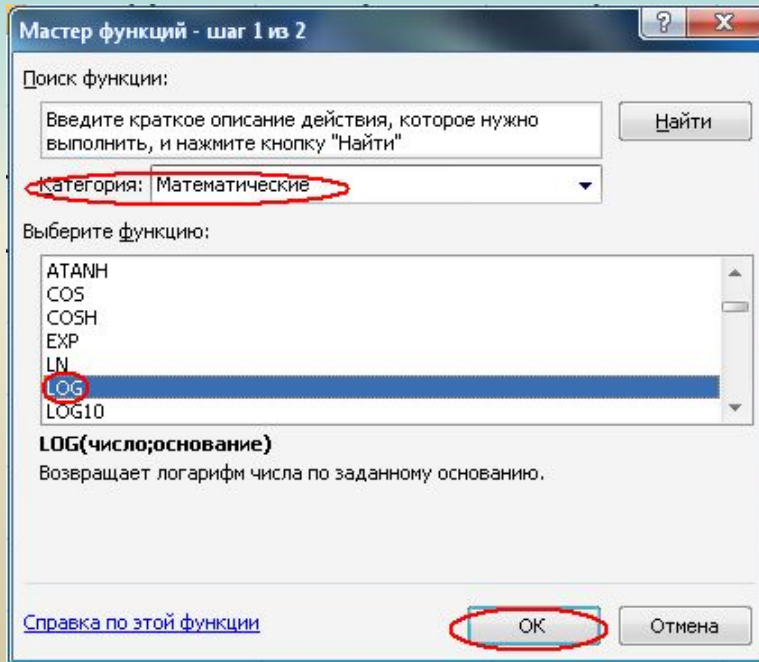 Мастер функций - шаг 1 из 2
?
X
Поиск функции:
Введите краткое описание действия, которое нужно
выполнить, и нажмите кнопку "Найти"
Найти
Категория: Математические
Выберите функцию:
ATANH
COS
COSH
EXP
LN
LOG
LOG10
LOG(число;основание)
Возвращает логарифм числа по заданному основанию.
Справка по этой функции
ОК
Отмена